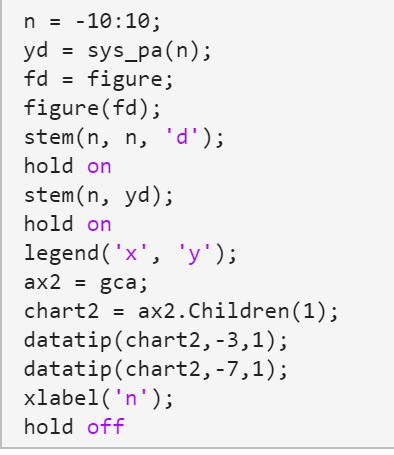 n = -10:10;
yd = sys_pa(n);
fd = figure;
figure(fd);
stem(n, n, 'd');
hold on
stem(n, yd);
hold on
legend('x', 'y');
ax2 = gca;
chart2 = ax2.Children(1);
datatip(chart2,-3,1);
datatip(chart2,-7,1);
xlabel('n');
hold off